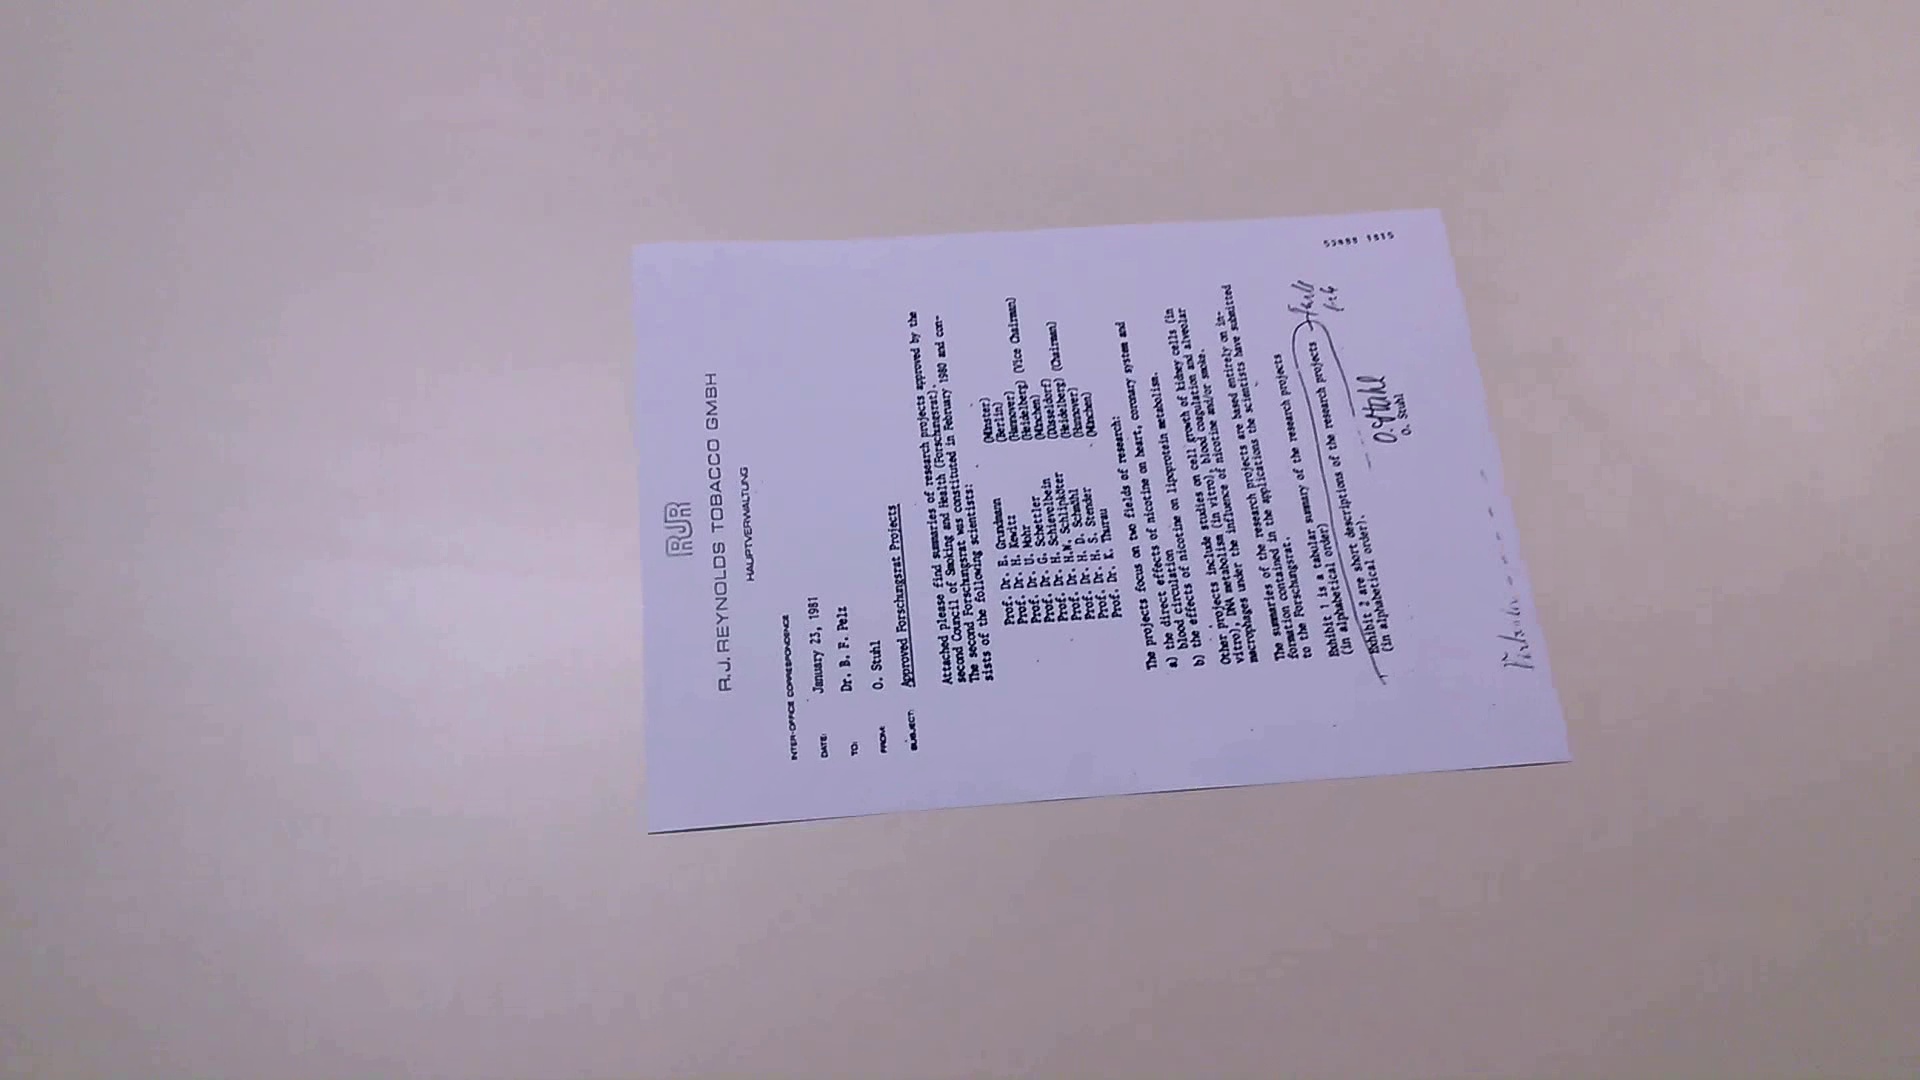 RJR
R.J. REYNOLDS TOBACCO GMBH
HAUPTVERWALTUNG
INTER-OFFICE CORRESPONDENCE
DATE: January 23, 1981
TO: Dr. B. F. Pelz
FROM: O. Stuhl
SUBJECT: Approved Forschungsrat Projects
Attached please find summaries of research projects approved by the
second Council of Smoking and Health (Forschungsrat).
The second Forschungsrat was constituted in February 1980 and con-
sists of the following scientists:
Prof. Dr. E. Grundmann (Münster)
Prof. Dr. H. Kewitz (Berlin)
Prof. Dr. U. Mohr (Hannover)
Prof. Dr. G. Schettler (Heidelberg) (Vice Chairman)
Prof. Dr. H. Schievelbein (München)
Prof. Dr. H.W. Schlipköter (Düsseldorf)
Prof. Dr. D. Schmähl (Heidelberg) (Chairman)
Prof. Dr. H. S. Stender (Hannover)
Prof. Dr. K. Thurau (München)
The projects focus on two fields of research:
a) the direct effects of nicotine on heart, coronary system and
blood circulation
b) the effects of nicotine on lipoprotein metabolism.
Other projects include studies on cell growth of kidney cells (in
vitro), DNA metabolism (in vitro), blood coagulation and alveolar
macrophages under the influence of nicotine and/or smoke.
The summaries of the research projects are based entirely on in-
formation contained in the applications the scientists have submitted
to the Forschungsrat.
Exhibit 1 is a tabular summary of the research projects
(in alphabetical order)
Exhibit 2 are short descriptions of the research projects
(in alphabetical order).
O. Stuhl
O. Stuhl